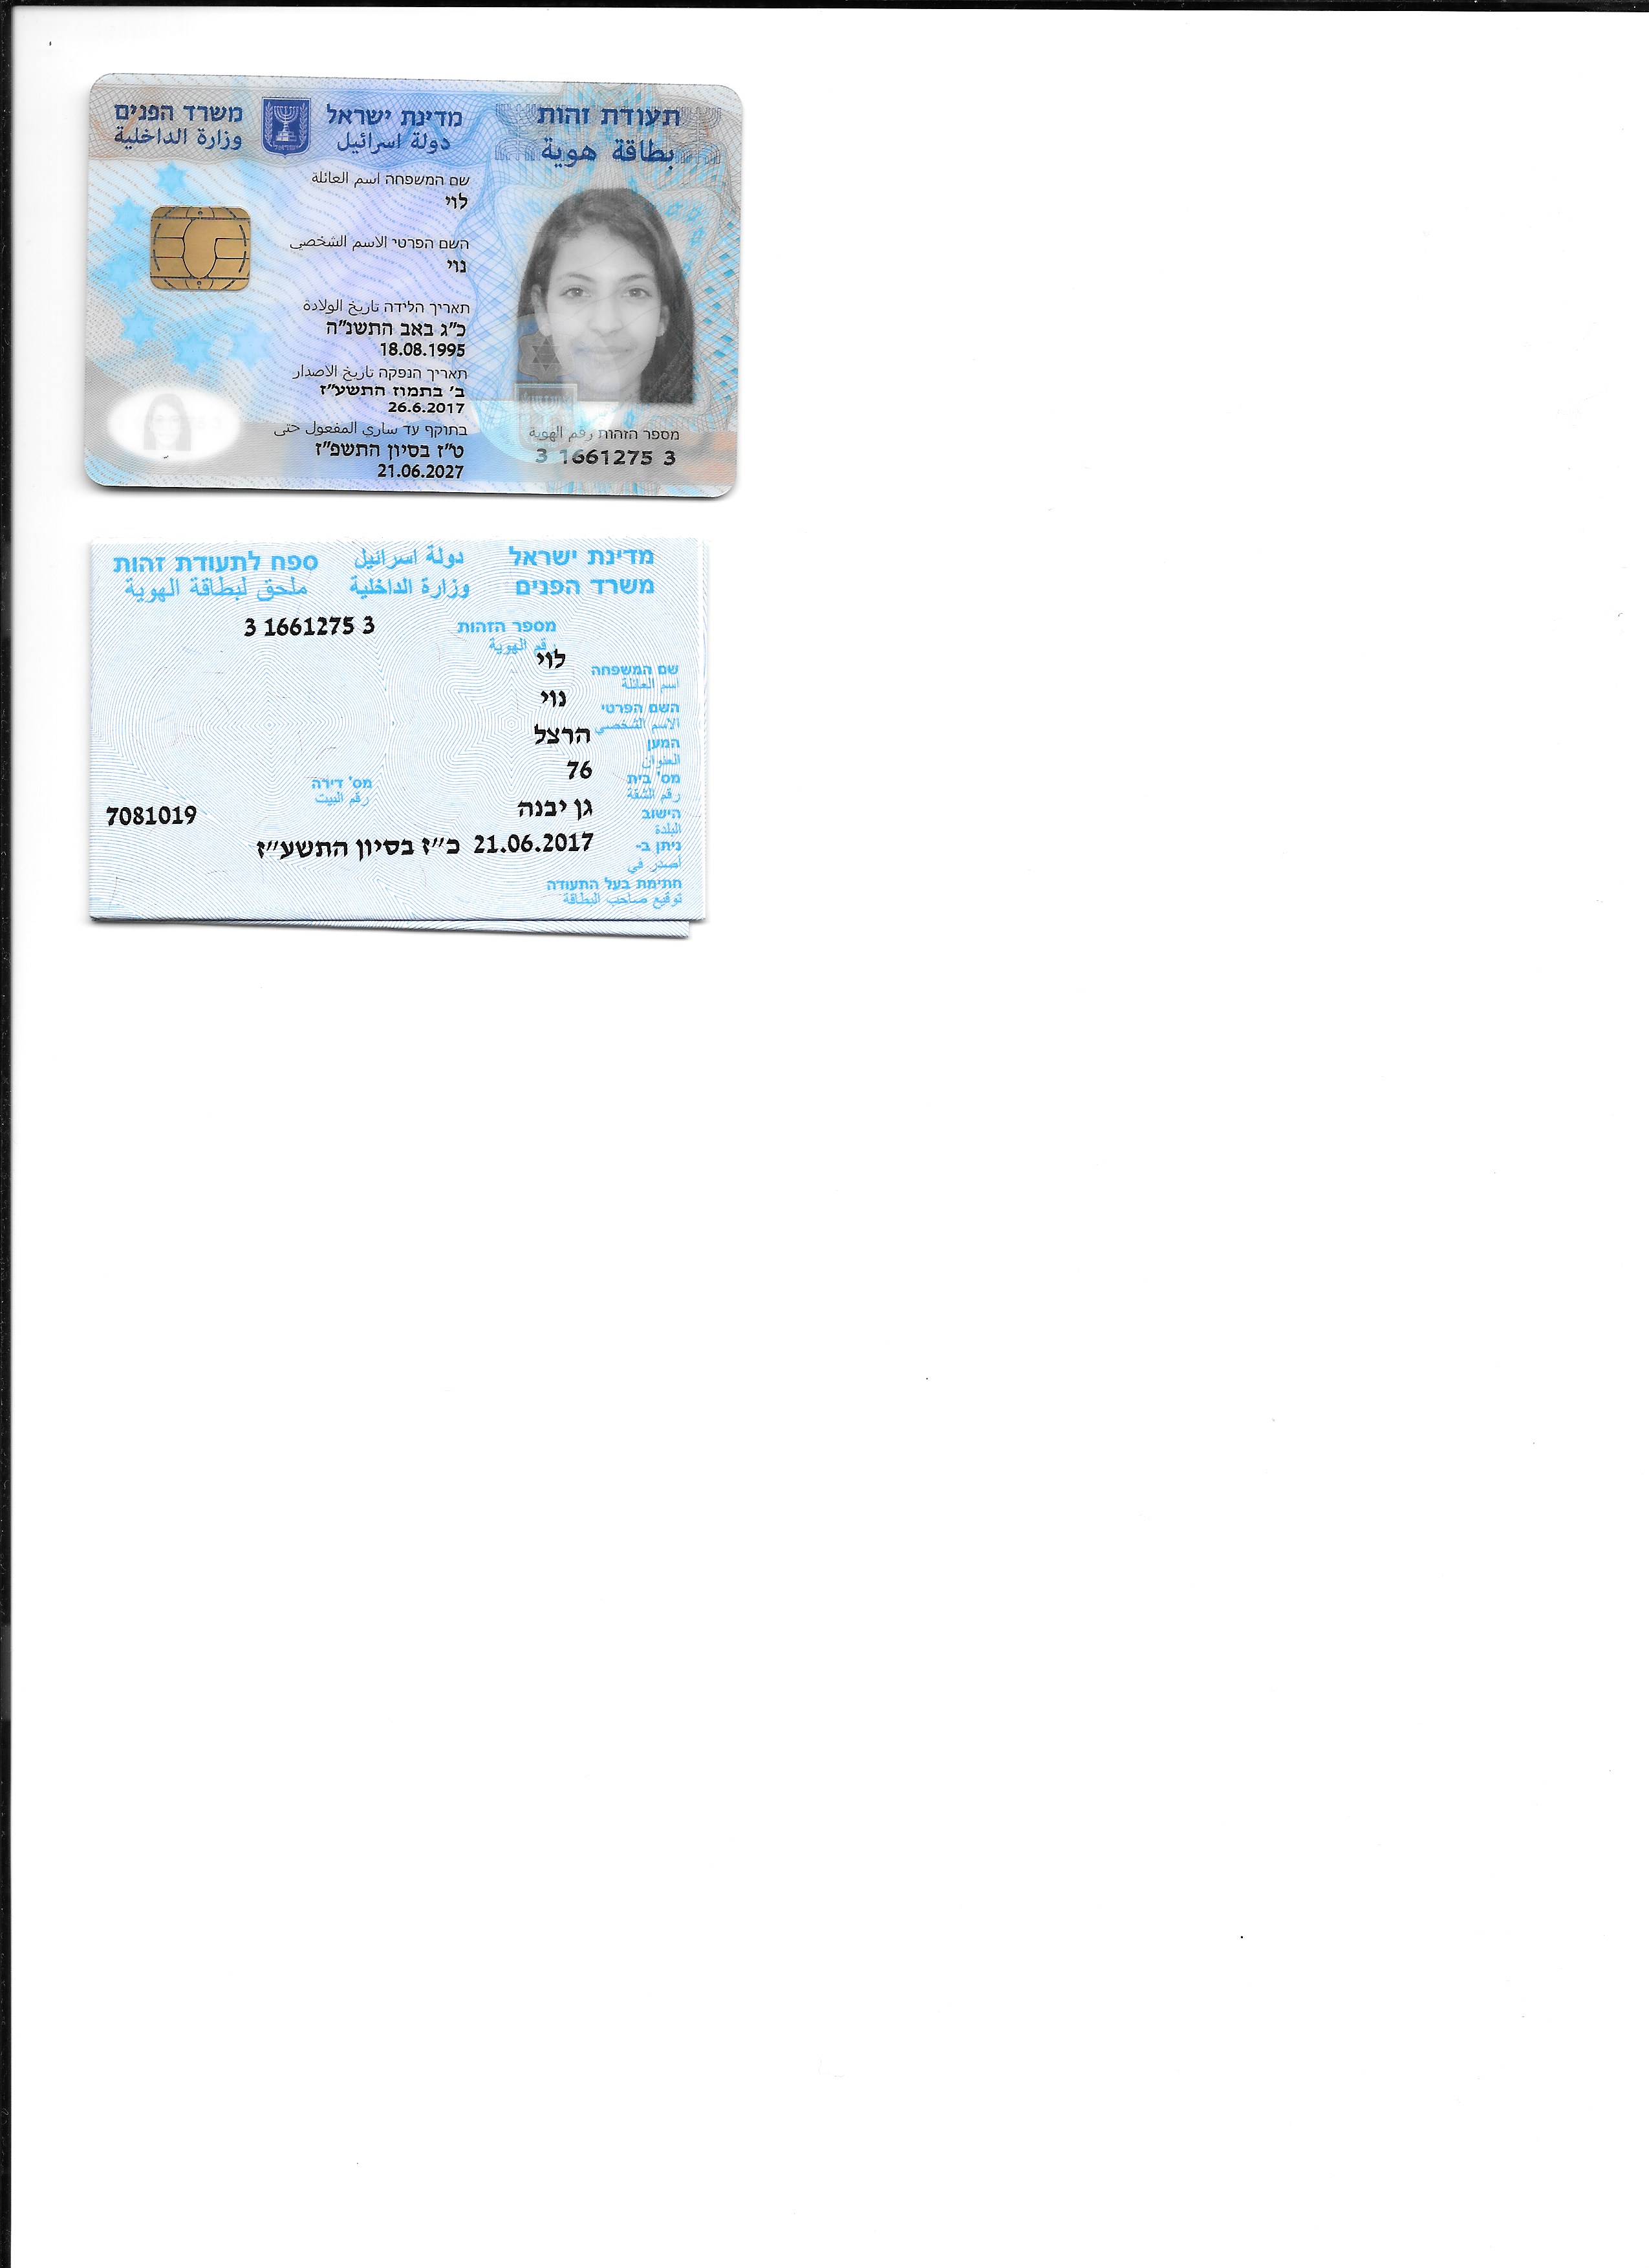 תעודת זהות מדינת ישראל משרד הפנים
بطاقة هوية دولة اسرائيل وزارة الداخلية
שם המשפחה اسم العائلة
לוי
השם הפרטי الاسم الشخصي
נוי
תאריך הלידה تاريخ الولادة
כ"ג באב התשנ"ה
18.08.1995
תאריך הנפקה تاريخ الاصدار
ב' בתמוז התשע"ז
26.6.2017
בתוקף עד ساري المفعول حتى
ט"ז בסיון התשפ"ז
21.06.2027
מספר הזהות رقم الهوية
3 1661275 3
מדינת ישראל دولة اسرائيل ספח לתעודת זהות
משרד הפנים وزارة الداخلية ملحق لبطاقة الهوية
מספר הזהות 3 1661275 3
رقم الهوية
שם המשפחה לוי
اسم العائلة
השם הפרטי נוי
الاسم الشخصي
המען הרצל
العنوان
מס' בית 76 מס' דירה
رقم الشقة رقم البيت
הישוב גן יבנה 7081019
البلدة
ניתן ב- 21.06.2017 כ"ז בסיון התשע"ז
أصدر في
חתימת בעל התעודה
توقيع صاحب البطاقة